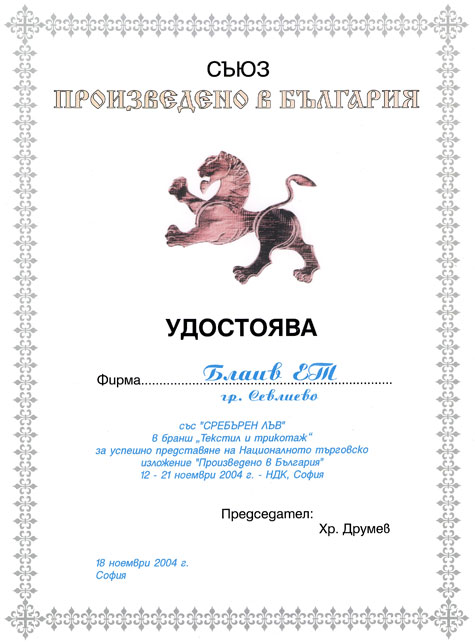 СЪЮЗ
ПРОИЗВЕДЕНО В БЪЛГАРИЯ
УДОСТОЯВА
Фирма.....Блаив ЕТ.....
гр. Севлиево
със "СРЕБЪРЕН ЛЪВ"
в бранш „Текстил и трикотаж“
за успешно представяне на Националното търговско
изложение "Произведено в България"
12 - 21 ноември 2004 г. - НДК, София
Председател:
Хр. Друмев
18 ноември 2004 г.
София